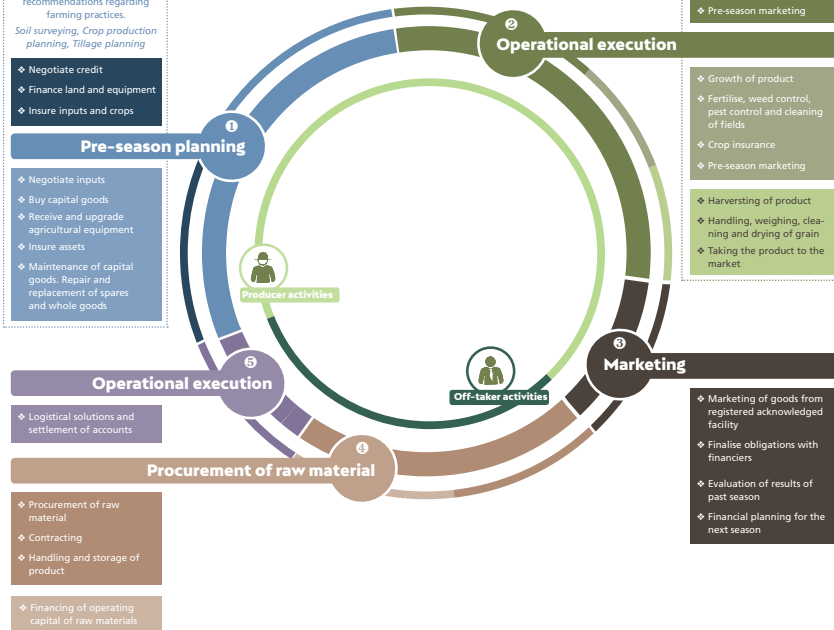 recommendations regarding
farming practices.
Soil surveying, Crop production
planning, Tillage planning
❖ Negotiate credit
❖ Finance land and equipment
❖ Insure inputs and crops
❶
Pre-season planning
❖ Negotiate inputs
❖ Buy capital goods
❖ Receive and upgrade
agricultural equipment
❖ Insure assets
❖ Maintenance of capital
goods. Repair and
replacement of spares
and whole goods
❖ Pre-season marketing
❷
Operational execution
❖ Growth of product
❖ Fertilise, weed control,
pest control and cleaning
of fields
❖ Crop insurance
❖ Pre-season marketing
❖ Harversting of product
❖ Handling, weighing, clea-
ning and drying of grain
❖ Taking the product to the
market
Producer activities
Off-taker activities
❸
Marketing
❖ Marketing of goods from
registered acknowledged
facility
❖ Finalise obligations with
financiers
❖ Evaluation of results of
past season
❖ Financial planning for the
next season
❹
Procurement of raw material
❖ Procurement of raw
material
❖ Contracting
❖ Handling and storage of
product
❖ Financing of operating
capital of raw materials
❺
Operational execution
❖ Logistical solutions and
settlement of accounts